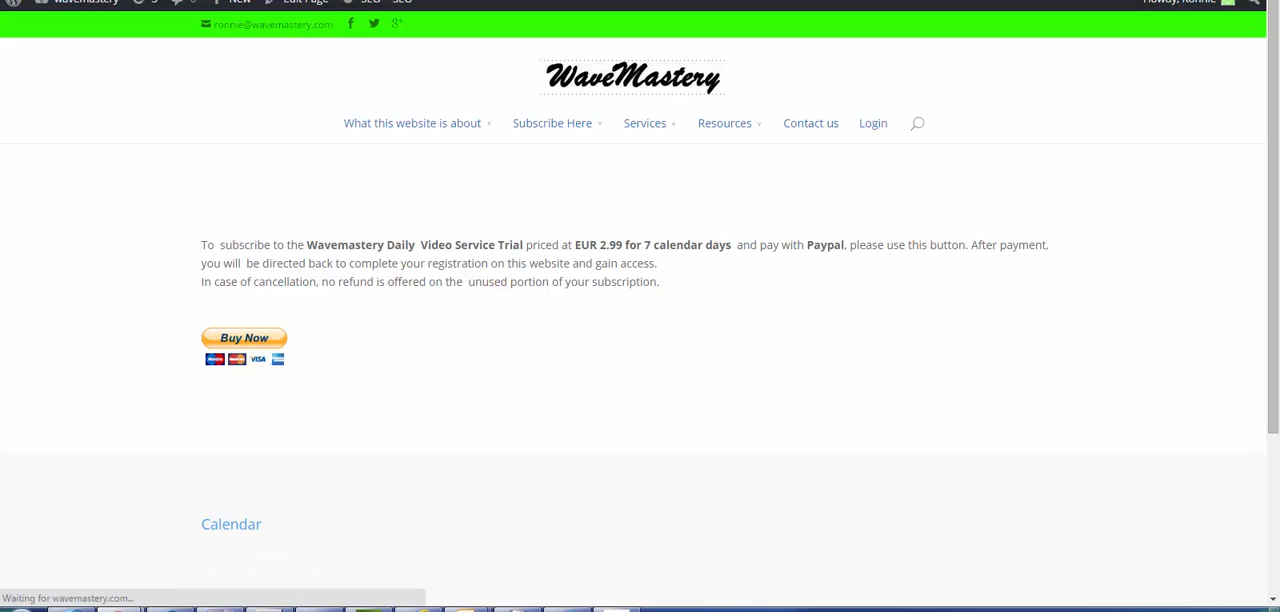 wavemastery New Edit Page SEO SEO Howdy, Ronnie
ronnie@wavemastery.com
WaveMastery
What this website is about Subscribe Here Services Resources Contact us Login
To subscribe to the Wavemastery Daily Video Service Trial priced at EUR 2.99 for 7 calendar days and pay with Paypal, please use this button. After payment,
you will be directed back to complete your registration on this website and gain access.
In case of cancellation, no refund is offered on the unused portion of your subscription.
Buy Now
VISA
Calendar
Waiting for wavemastery.com...